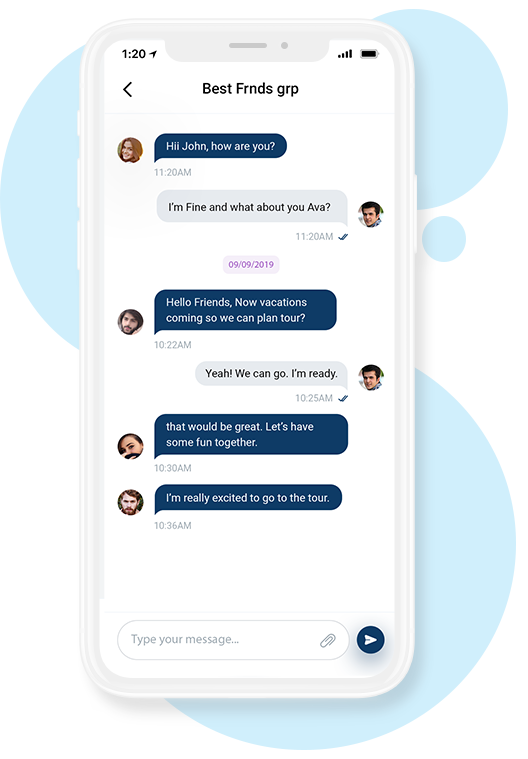 1:20
Best Frnds grp
Hii John, how are you?
11:20AM
I’m Fine and what about you Ava?
11:20AM
09/09/2019
Hello Friends, Now vacations
coming so we can plan tour?
10:22AM
Yeah! We can go. I’m ready.
10:25AM
that would be great. Let’s have
some fun together.
10:30AM
I’m really excited to go to the tour.
10:36AM
Type your message...